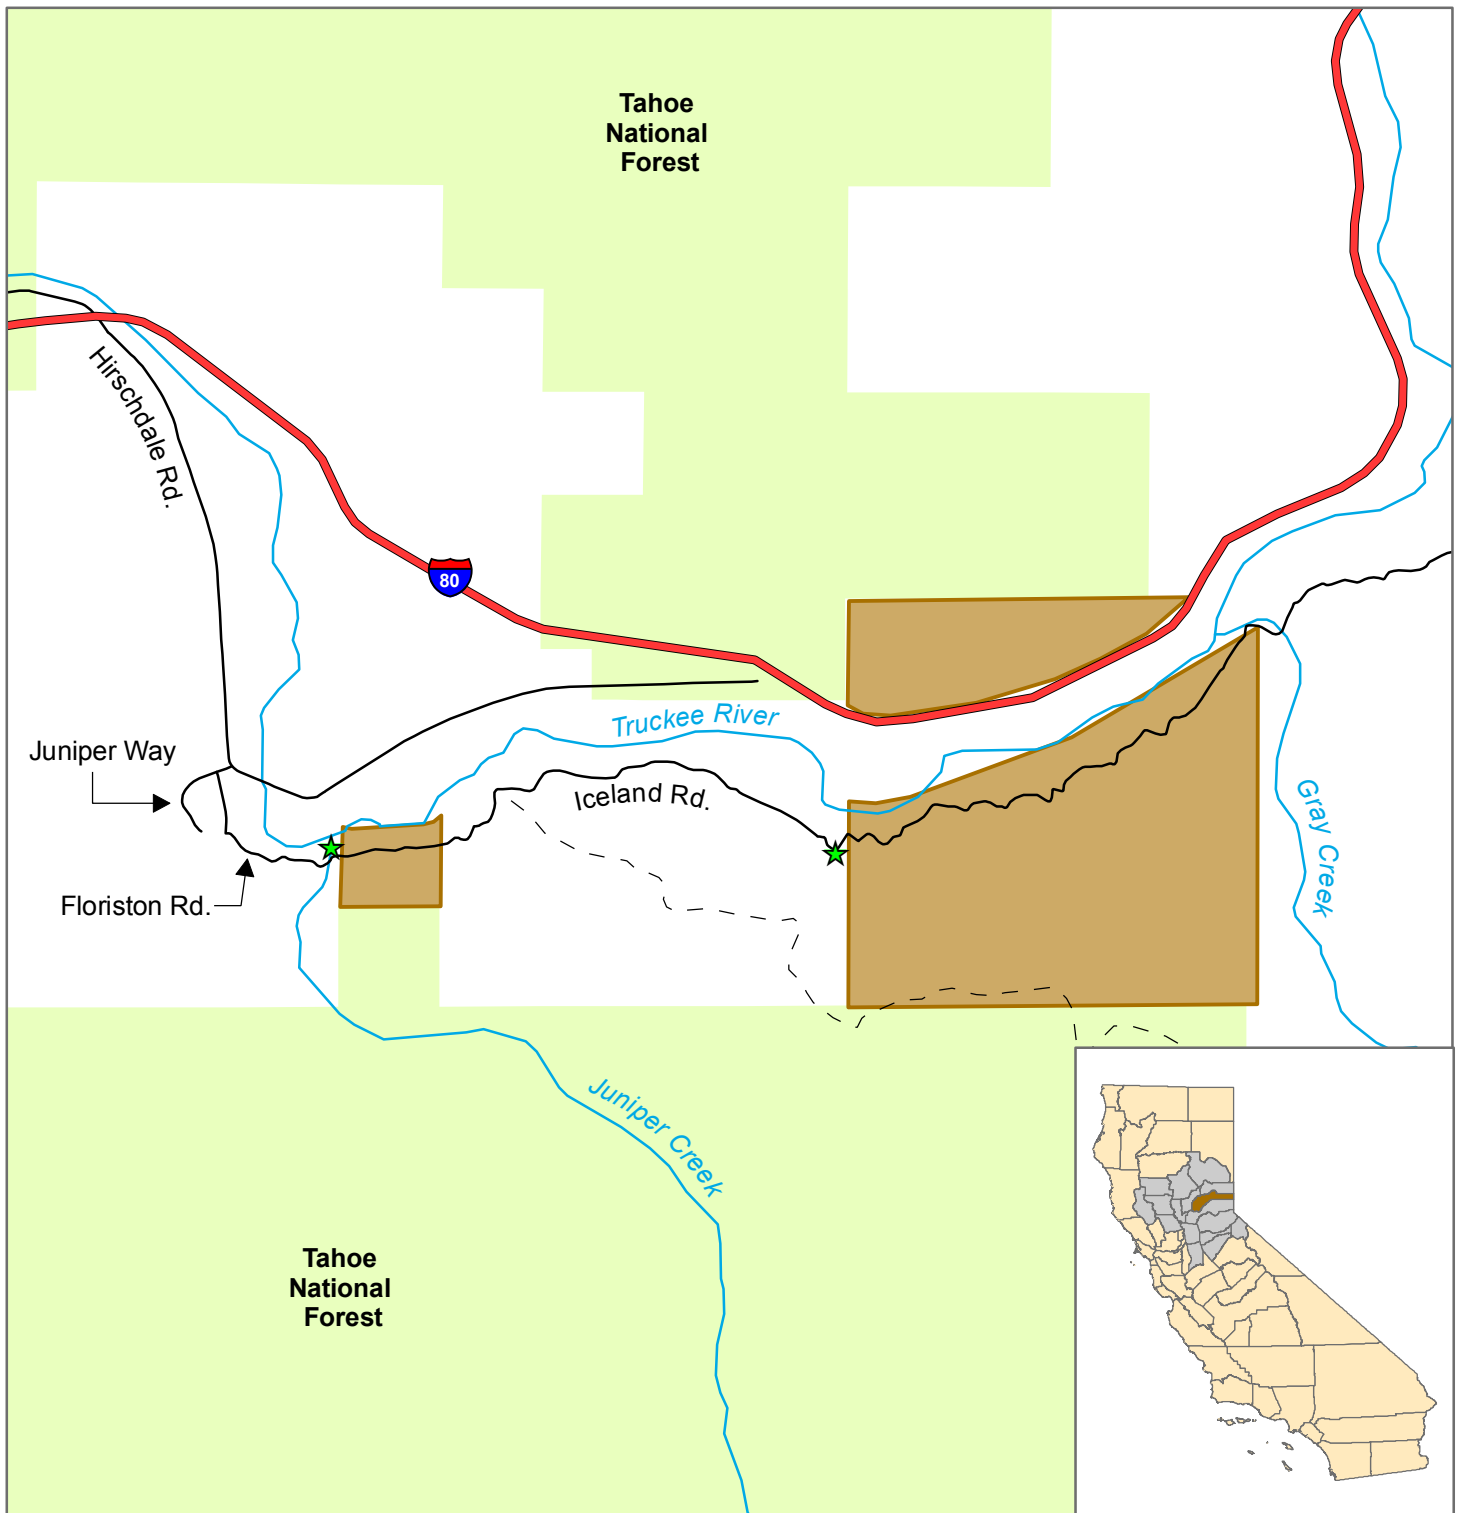 Tahoe
National
Forest
Hirschdale Rd.
80
Truckee River
Juniper Way
Iceland Rd.
Gray Creek
Floriston Rd.
Juniper Creek
Tahoe
National
Forest